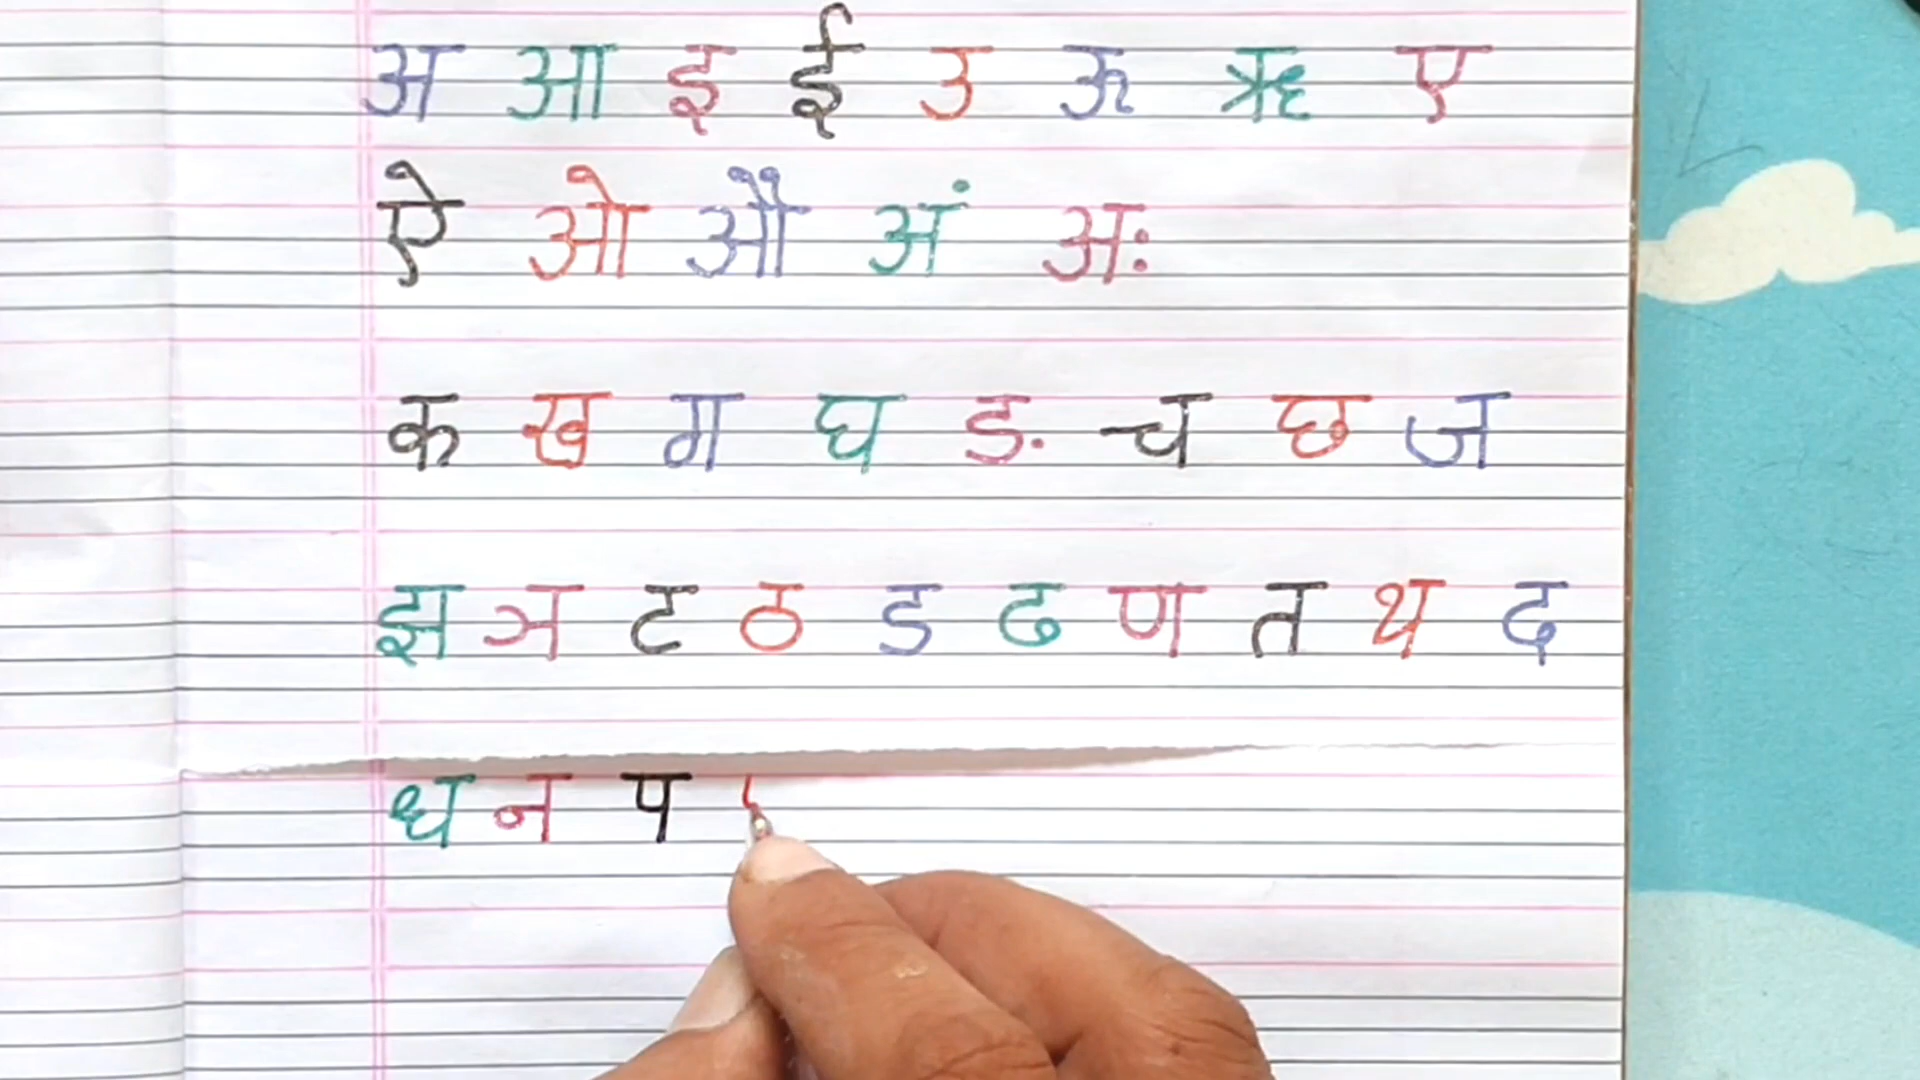 अ आ इ ई उ ऊ ऋ ए
ऐ ओ औ अं अः
क ख ग घ ङ च छ ज
झ ञ ट ठ ड ढ ण त थ द
ध न प